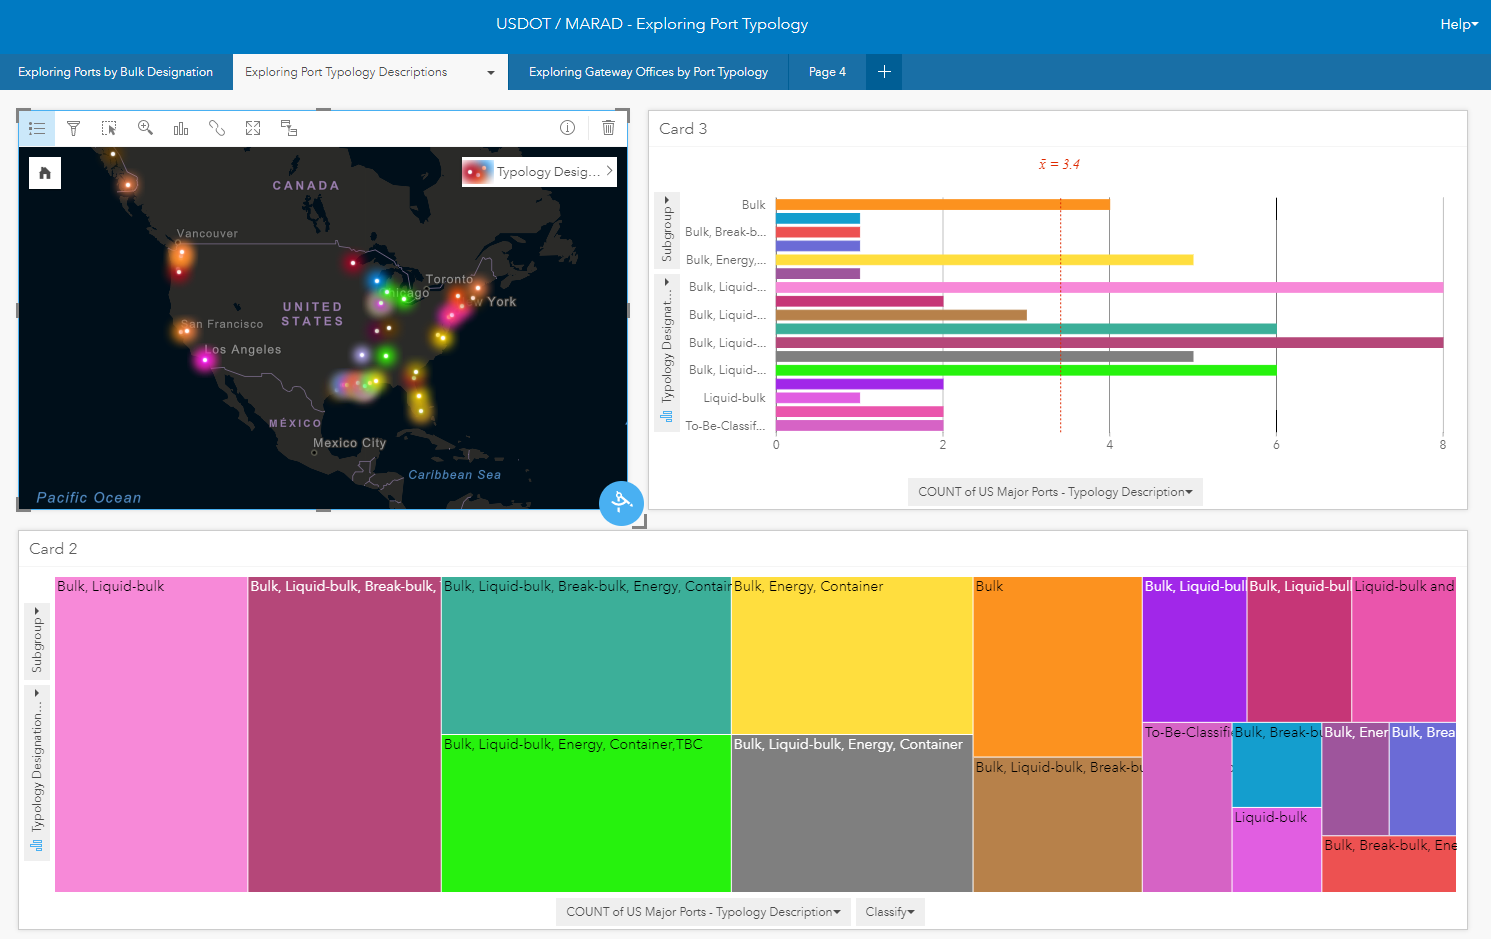 USDOT / MARAD - Exploring Port Typology
Help
Exploring Ports by Bulk Designation
Exploring Port Typology Descriptions
Exploring Gateway Offices by Port Typology
Page 4
Typology Desig...
CANADA
Vancouver
Toronto
UNITED
STATES
San Francisco
Los Angeles
MÉXICO
Mexico City
Caribbean Sea
Pacific Ocean
Card 3
x̄ = 3.4
Subgroup
Typology Designat...
Bulk
Bulk, Break-b...
Bulk, Energy,...
Bulk, Liquid-...
Bulk, Liquid-...
Bulk, Liquid-...
Bulk, Liquid-...
Liquid-bulk
To-Be-Classif...
0 2 4 6 8
COUNT of US Major Ports - Typology Description
Card 2
Subgroup
Typology Designation...
Bulk, Liquid-bulk
Bulk, Liquid-bulk, Break-bulk,
Bulk, Liquid-bulk, Break-bulk, Energy, Contain
Bulk, Energy, Container
Bulk
Bulk, Liquid-bul
Bulk, Liquid-bul
Liquid-bulk and
Bulk, Liquid-bulk, Energy, Container,TBC
Bulk, Liquid-bulk, Energy, Container
Bulk, Liquid-bulk, Break-bu
To-Be-Classifi
Bulk, Break-bu
Bulk, Ener
Bulk, Brea
Liquid-bulk
Bulk, Break-bulk, Ene
COUNT of US Major Ports - Typology Description
Classify